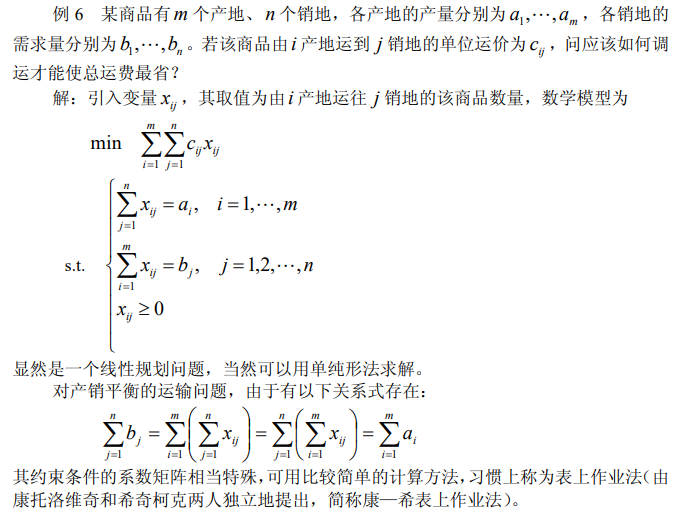 例 6 某商品有 m 个产地、n 个销地，各产地的产量分别为 a_1,⋯,a_m，各销地的
需求量分别为 b_1,⋯,b_n。若该商品由 i 产地运到 j 销地的单位运价为 c_{ij}，问应该如何调
运才能使总运费最省？
解：引入变量 x_{ij}，其取值为由 i 产地运往 j 销地的该商品数量，数学模型为
min \sum_{i=1}^{m}\sum_{j=1}^{n} c_{ij}x_{ij}
\sum_{j=1}^{n} x_{ij} = a_i, i = 1,⋯,m
s.t. \sum_{i=1}^{m} x_{ij} = b_j, j = 1,2,⋯,n
x_{ij} ≥ 0
显然是一个线性规划问题，当然可以用单纯形法求解。
对产销平衡的运输问题，由于有以下关系式存在：
\sum_{j=1}^{n} b_j = \sum_{i=1}^{m}\left(\sum_{j=1}^{n} x_{ij}\right) = \sum_{j=1}^{n}\left(\sum_{i=1}^{m} x_{ij}\right) = \sum_{i=1}^{m} a_i
其约束条件的系数矩阵相当特殊，可用比较简单的计算方法，习惯上称为表上作业法（由
康托洛维奇和希奇柯克两人独立地提出，简称康—希表上作业法）。